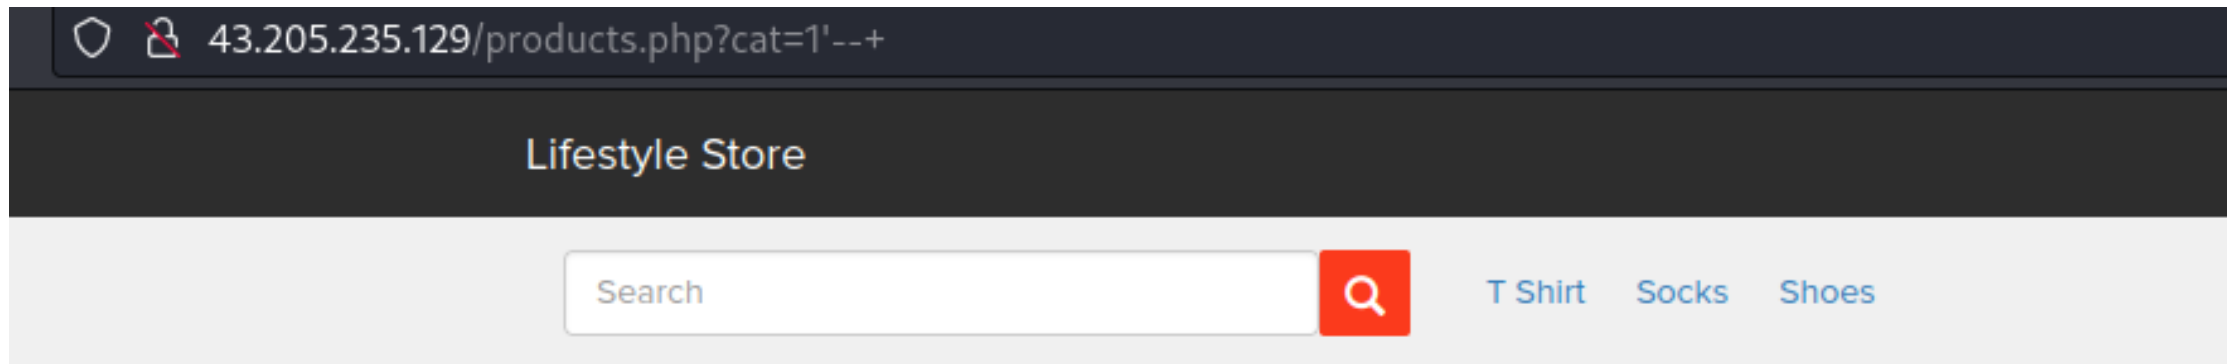 43.205.235.129/products.php?cat=1'--+
Lifestyle Store
Search T Shirt Socks Shoes